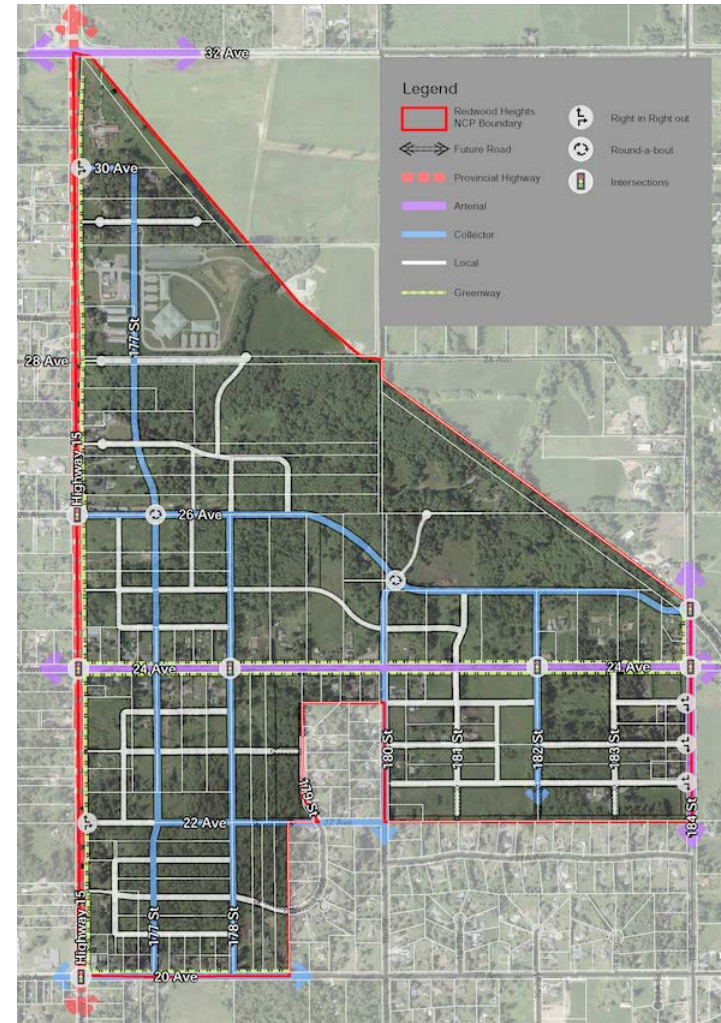 32 Ave
32 Ave
Legend
Redwood Heights
NCP Boundary
Future Road
Provincial Highway
Arterial
Collector
Local
Greenway
Right in Right out
Round-a-bout
Intersections
30 Ave
177 St
28 Ave
Highway 15
26 Ave
24 Ave
24 Ave
180 St
181 St
182 St
183 St
184 St
179 St
22 Ave
22 Ave
Highway 15
177 St
178 St
20 Ave